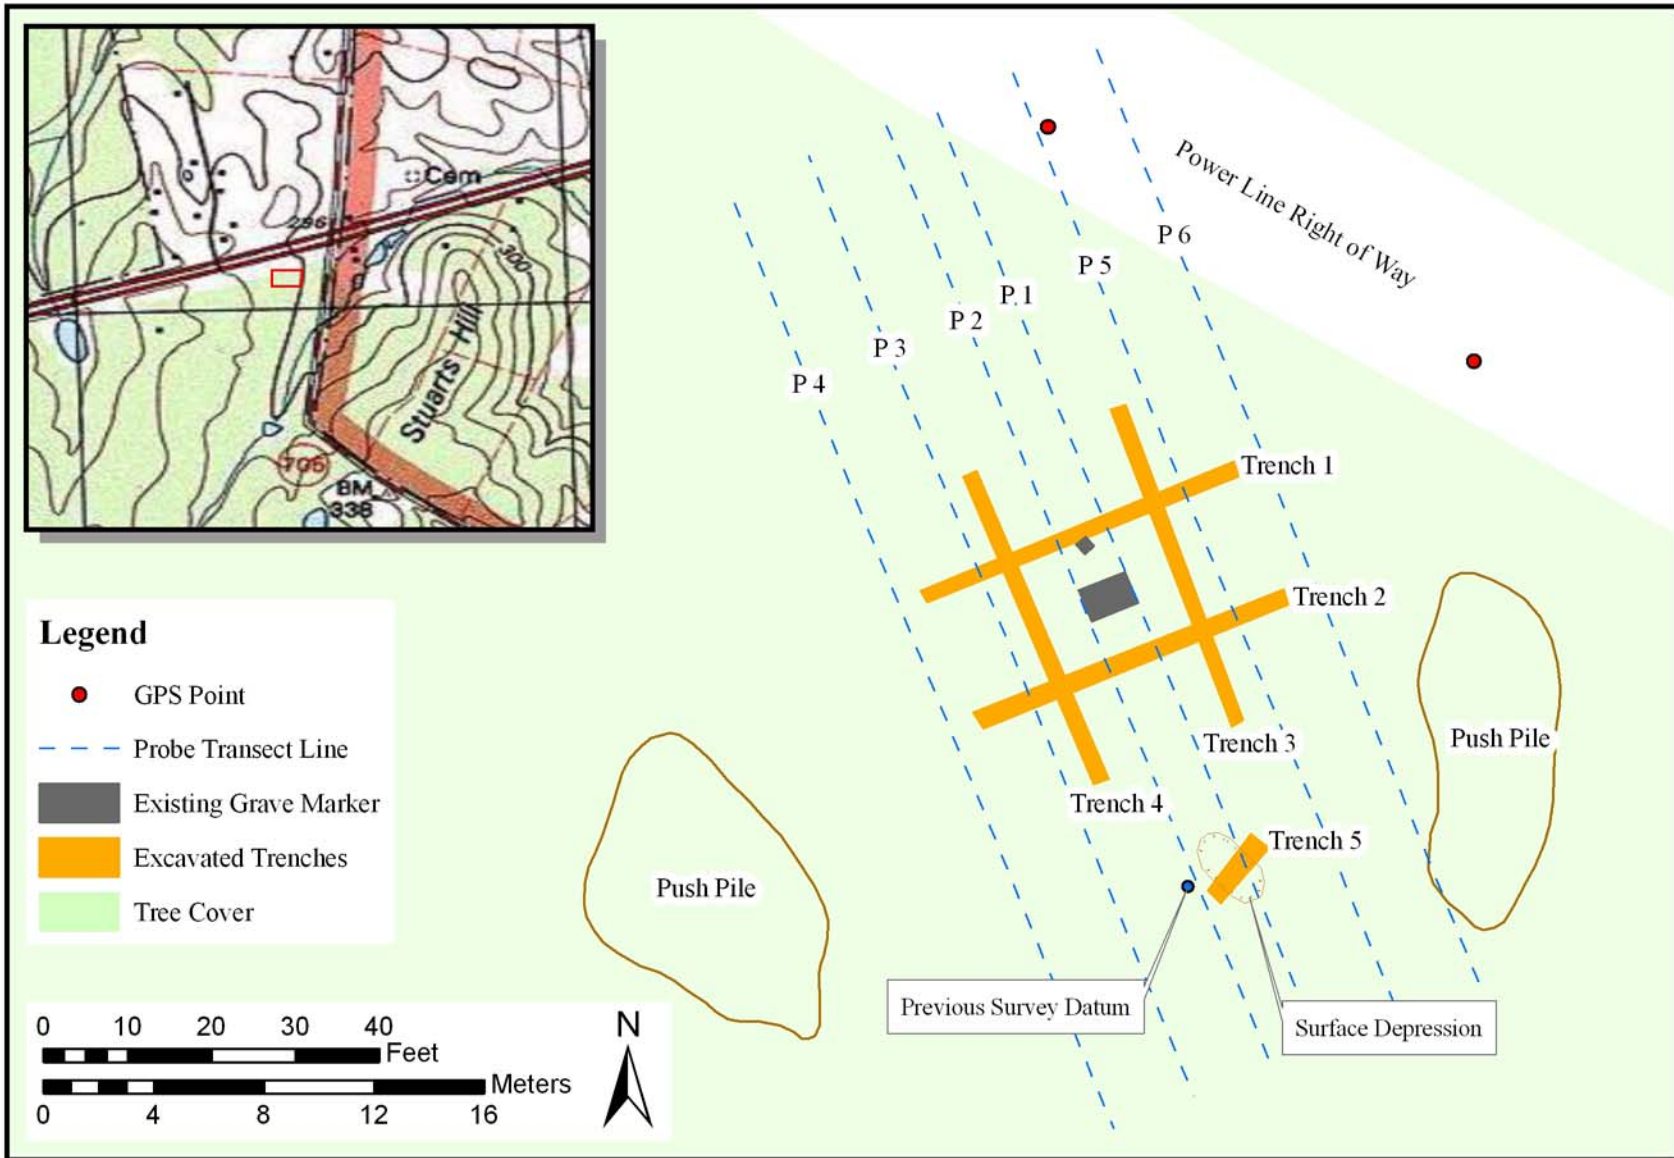 Cem
296
300
Stuarts Hill
705
BM
338
Power Line Right of Way
P 6
P 5
P 1
P 2
P 3
P 4
Trench 1
Trench 2
Trench 3
Trench 4
Trench 5
Push Pile
Push Pile
Previous Survey Datum
Surface Depression
Legend
GPS Point
Probe Transect Line
Existing Grave Marker
Excavated Trenches
Tree Cover
0 10 20 30 40
Feet
Meters
0 4 8 12 16
N